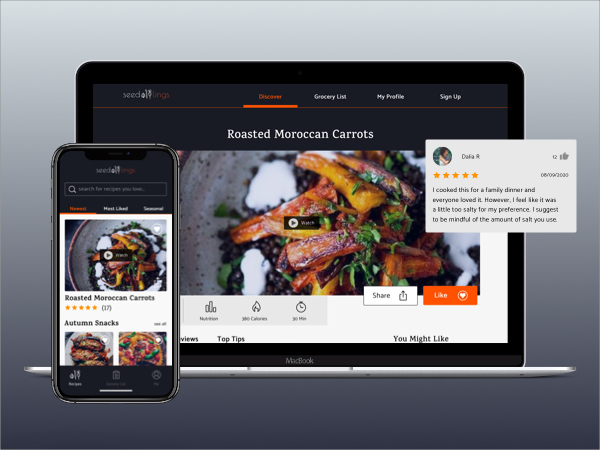 seedlings
Discover
Grocery List
My Profile
Sign Up
Roasted Moroccan Carrots
Watch
Share
Like
Nutrition
380 Calories
30 Min
views
Top Tips
You Might Like
MacBook
Dalia R
12
08/09/2020
I cooked this for a family dinner and
everyone loved it. However, I feel like it was
a little too salty for my preference. I suggest
to be mindful of the amount of salt you use.
seedlings
search for recipes you love..
Newest
Most Liked
Seasonal
Watch
Roasted Moroccan Carrots
(17)
Autumn Snacks
see all
Recipes
Grocery List
Me